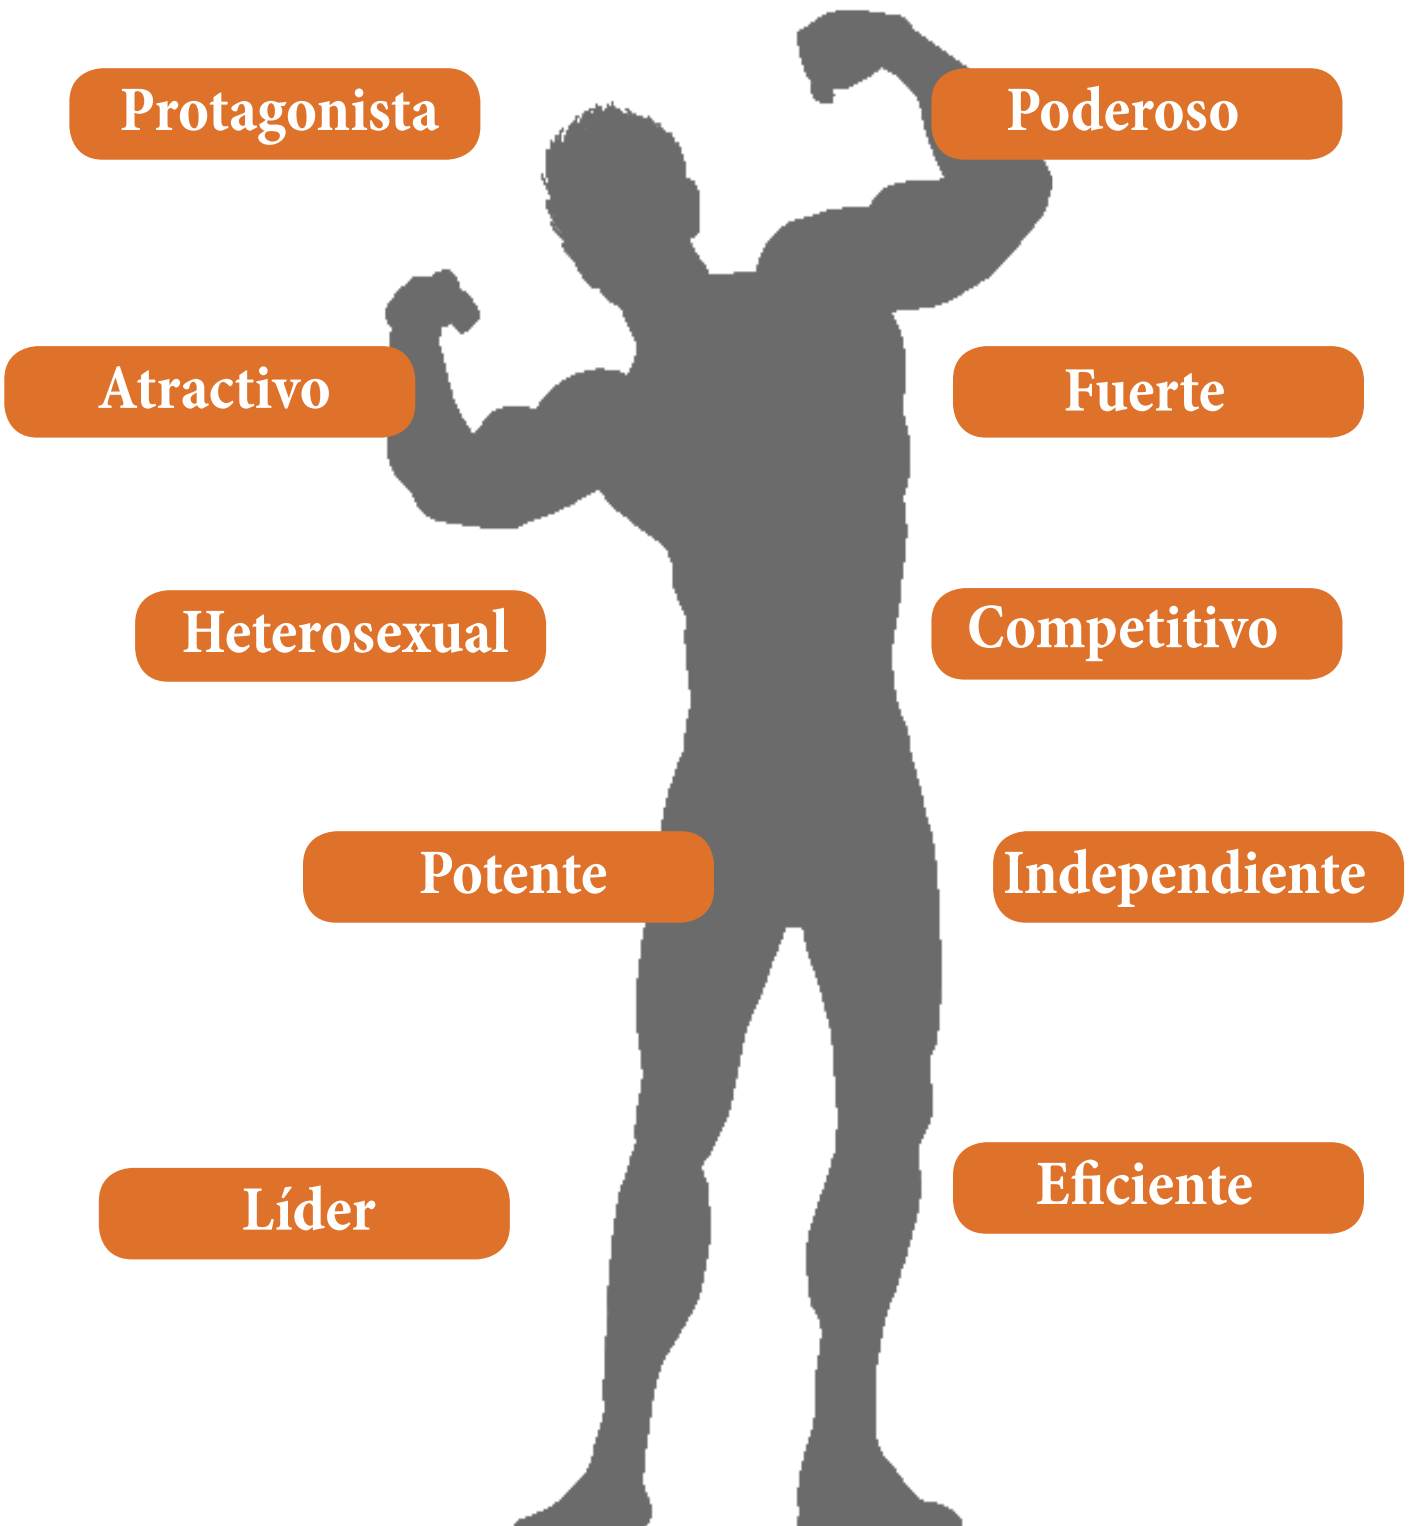 Protagonista
Poderoso
Atractivo
Fuerte
Heterosexual
Competitivo
Potente
Independiente
Líder
Eficiente